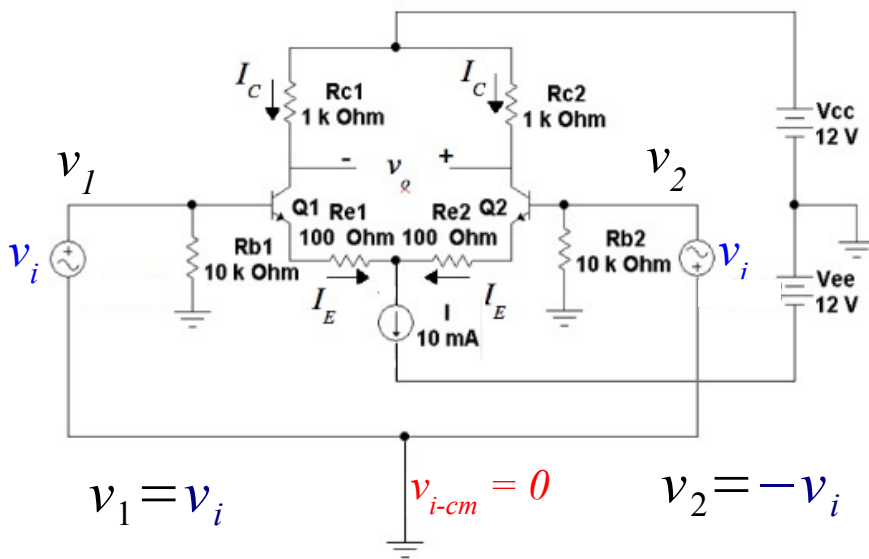 I_C
I_C
Rc1
1 k Ohm
Rc2
1 k Ohm
Vcc
12 V
- v_o +
v_1
v_2
Q1
Re1
100 Ohm
Re2
100 Ohm
Q2
v_i
Rb1
10 k Ohm
Rb2
10 k Ohm
v_i
Vee
12 V
I_E
I_E
I
10 mA
v_1 = v_i
v_{i-cm} = 0
v_2 = -v_i